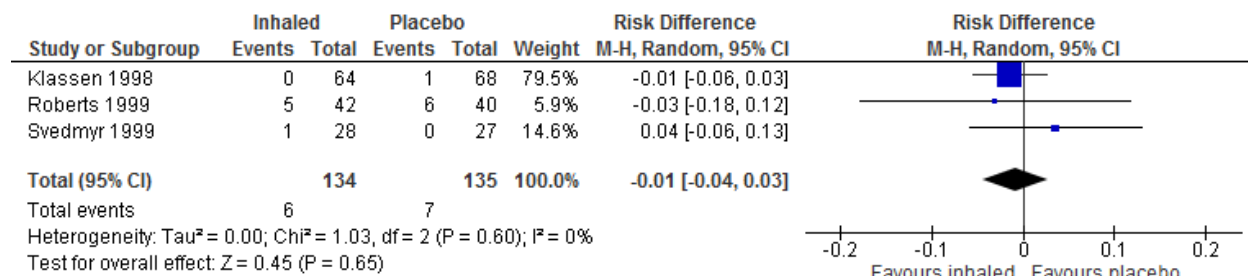 Inhaled Placebo Risk Difference Risk Difference
Study or Subgroup Events Total Events Total Weight M-H, Random, 95% CI M-H, Random, 95% CI
Klassen 1998 0 64 1 68 79.5% -0.01 [-0.06, 0.03]
Roberts 1999 5 42 6 40 5.9% -0.03 [-0.18, 0.12]
Svedmyr 1999 1 28 0 27 14.6% 0.04 [-0.06, 0.13]
Total (95% CI) 134 135 100.0% -0.01 [-0.04, 0.03]
Total events 6 7
Heterogeneity: Tau² = 0.00; Chi² = 1.03, df = 2 (P = 0.60); I² = 0%
Test for overall effect: Z = 0.45 (P = 0.65)
-0.2 -0.1 0 0.1 0.2
Favours inhaled Favours placebo